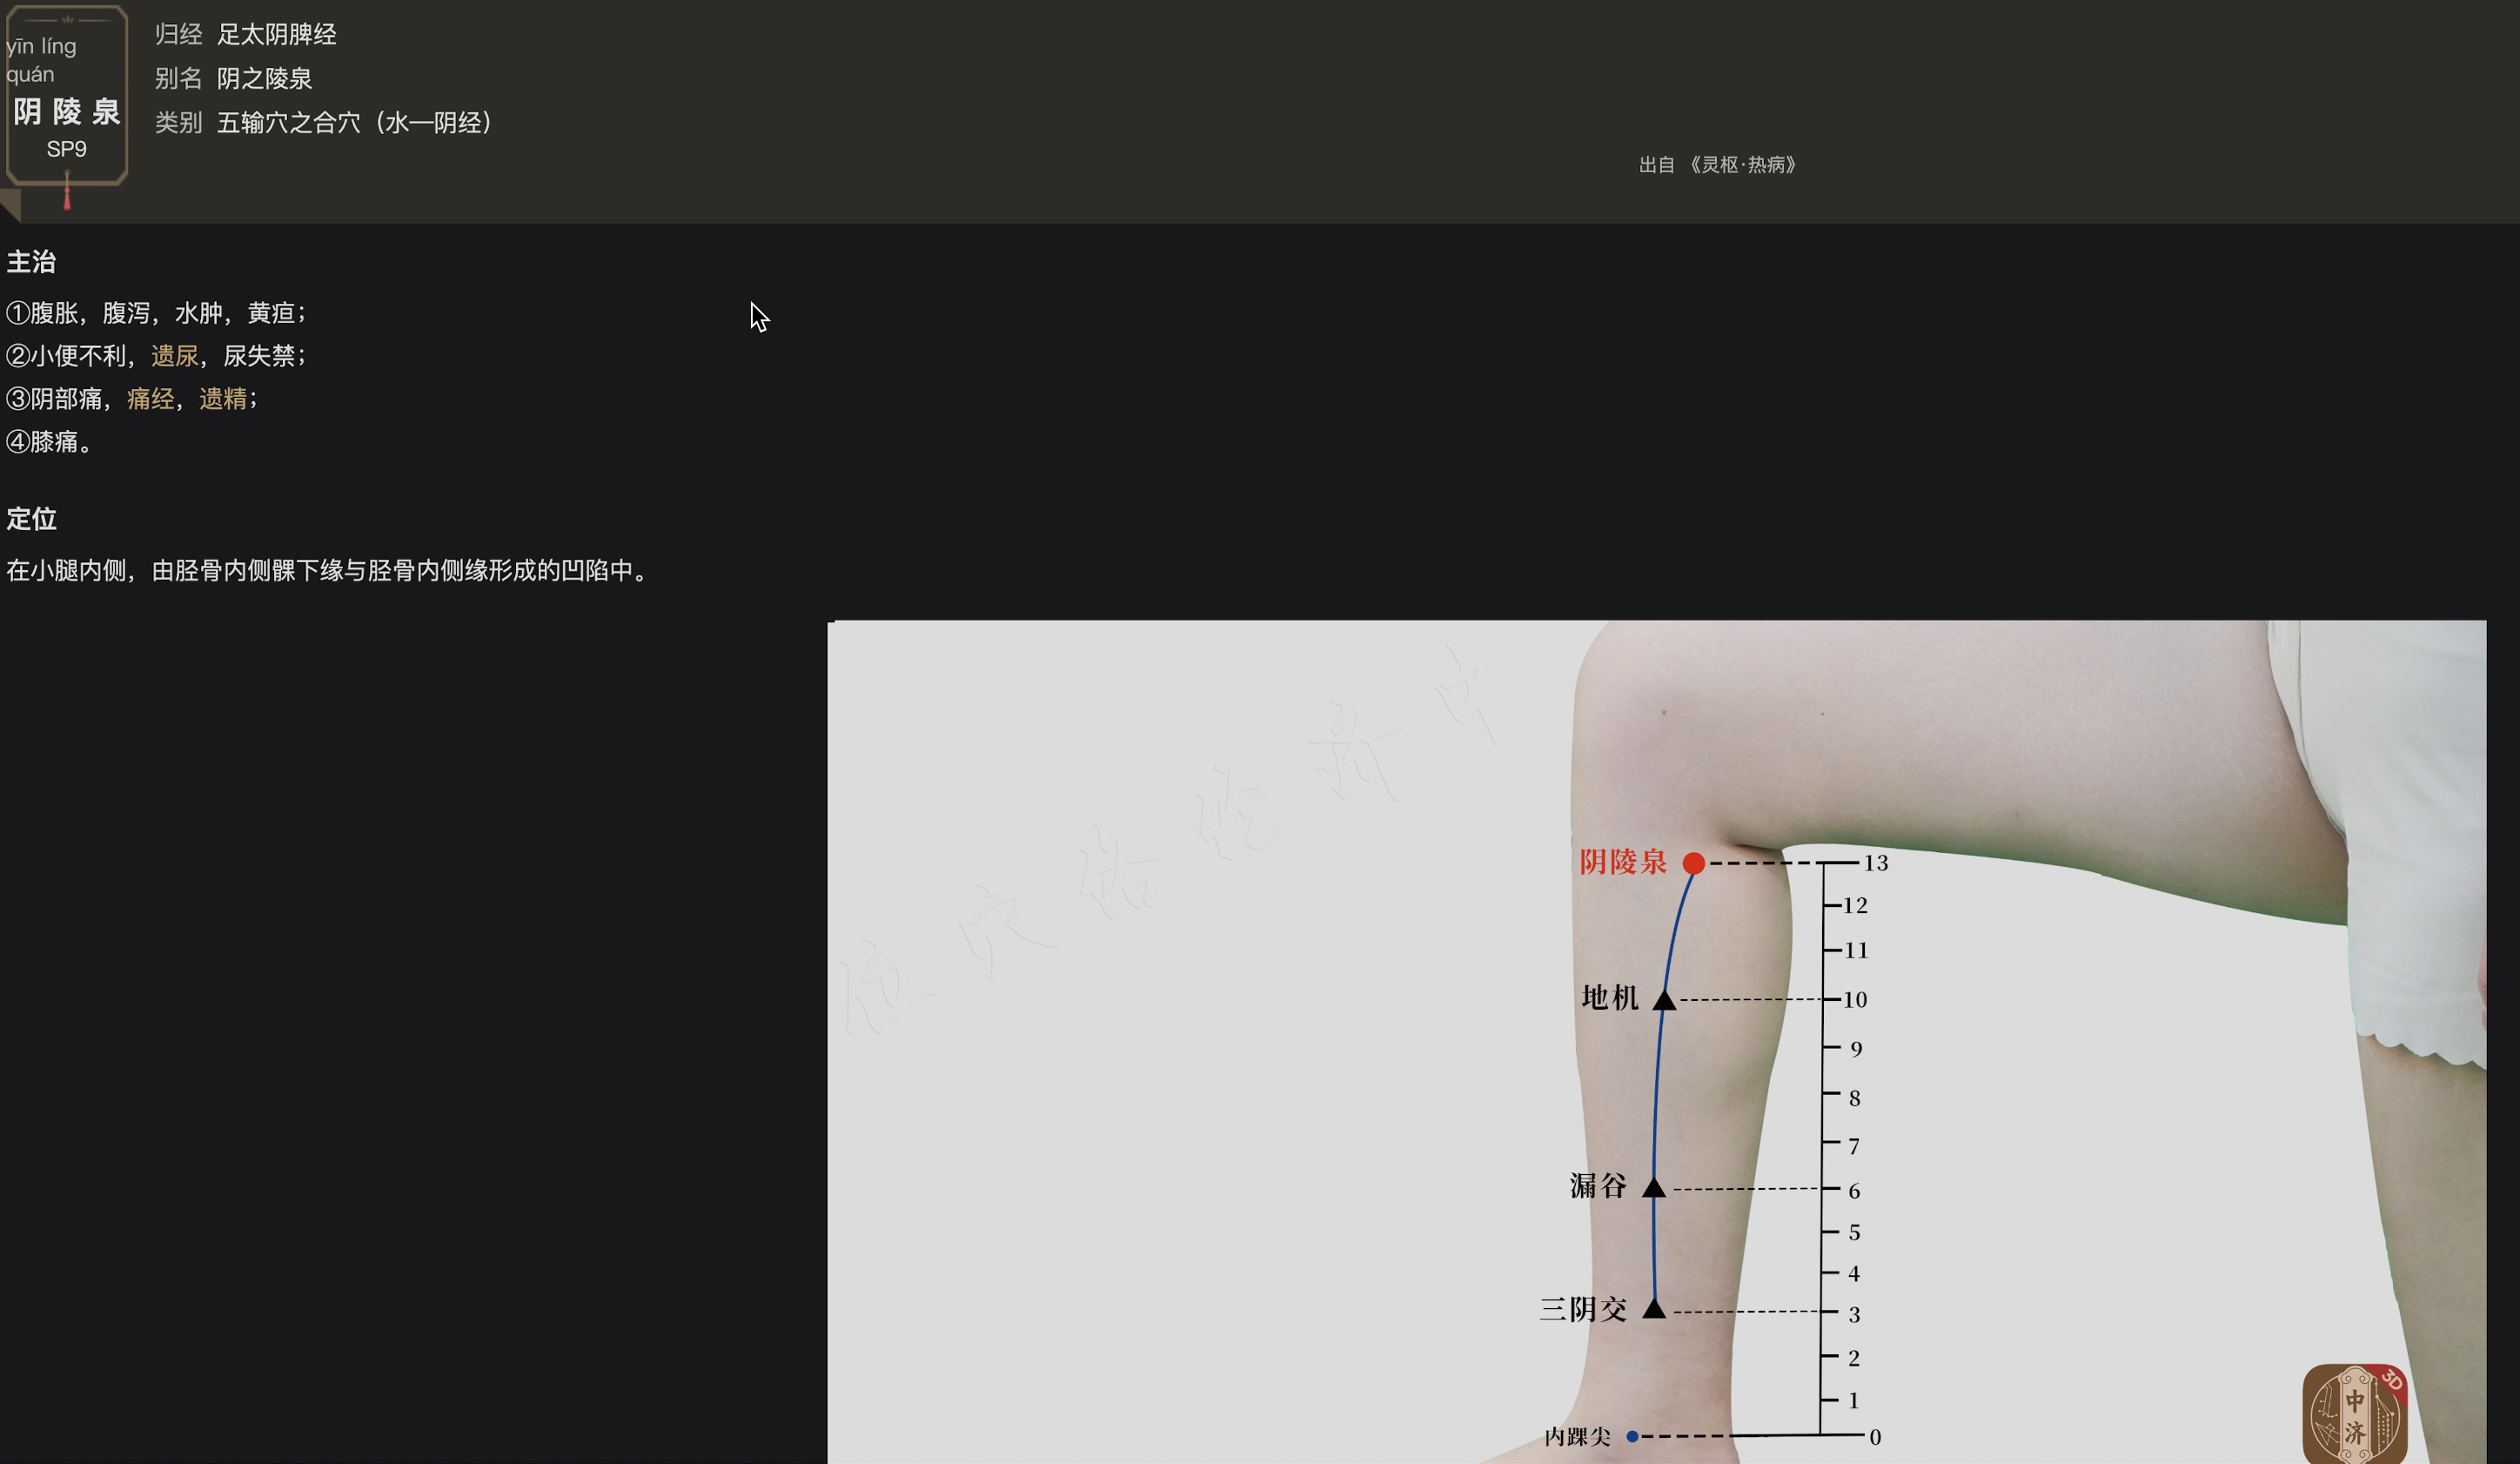 yīn líng
quán
阴陵泉
SP9
归经 足太阴脾经
别名 阴之陵泉
类别 五输穴之合穴（水—阴经）
出自 《灵枢·热病》
主治
①腹胀，腹泻，水肿，黄疸；
②小便不利，遗尿，尿失禁；
③阴部痛，痛经，遗精；
④膝痛。
定位
在小腿内侧，由胫骨内侧髁下缘与胫骨内侧缘形成的凹陷中。
阴陵泉 13
12
11
地机 10
9
8
7
漏谷 6
5
4
三阴交 3
2
1
内踝尖 0
3D
中
济